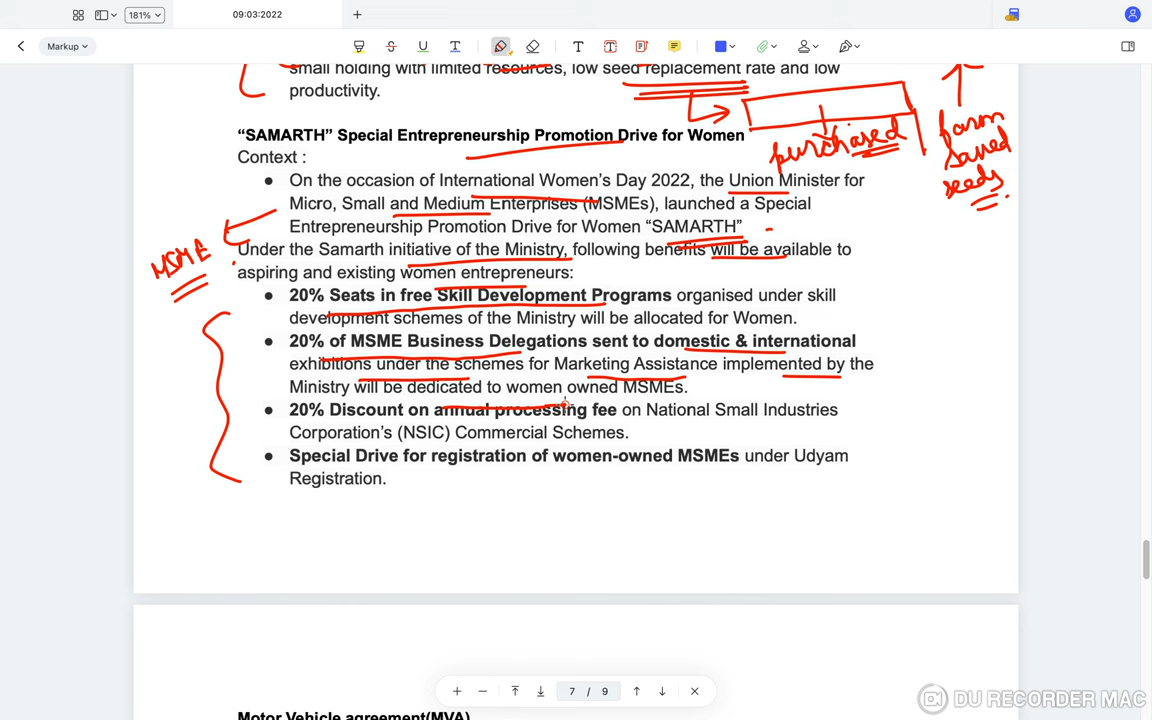 181%
09:03:2022
Markup
small holding with limited resources, low seed replacement rate and low
productivity.
purchased
farm
saved
seeds
“SAMARTH” Special Entrepreneurship Promotion Drive for Women
Context :
● On the occasion of International Women’s Day 2022, the Union Minister for
Micro, Small and Medium Enterprises (MSMEs), launched a Special
Entrepreneurship Promotion Drive for Women “SAMARTH”
MSME
Under the Samarth initiative of the Ministry, following benefits will be available to
aspiring and existing women entrepreneurs:
● 20% Seats in free Skill Development Programs organised under skill
development schemes of the Ministry will be allocated for Women.
● 20% of MSME Business Delegations sent to domestic & international
exhibitions under the schemes for Marketing Assistance implemented by the
Ministry will be dedicated to women owned MSMEs.
● 20% Discount on annual processing fee on National Small Industries
Corporation’s (NSIC) Commercial Schemes.
● Special Drive for registration of women-owned MSMEs under Udyam
Registration.
7 / 9
DU RECORDER MAC
Motor Vehicle agreement(MVA)